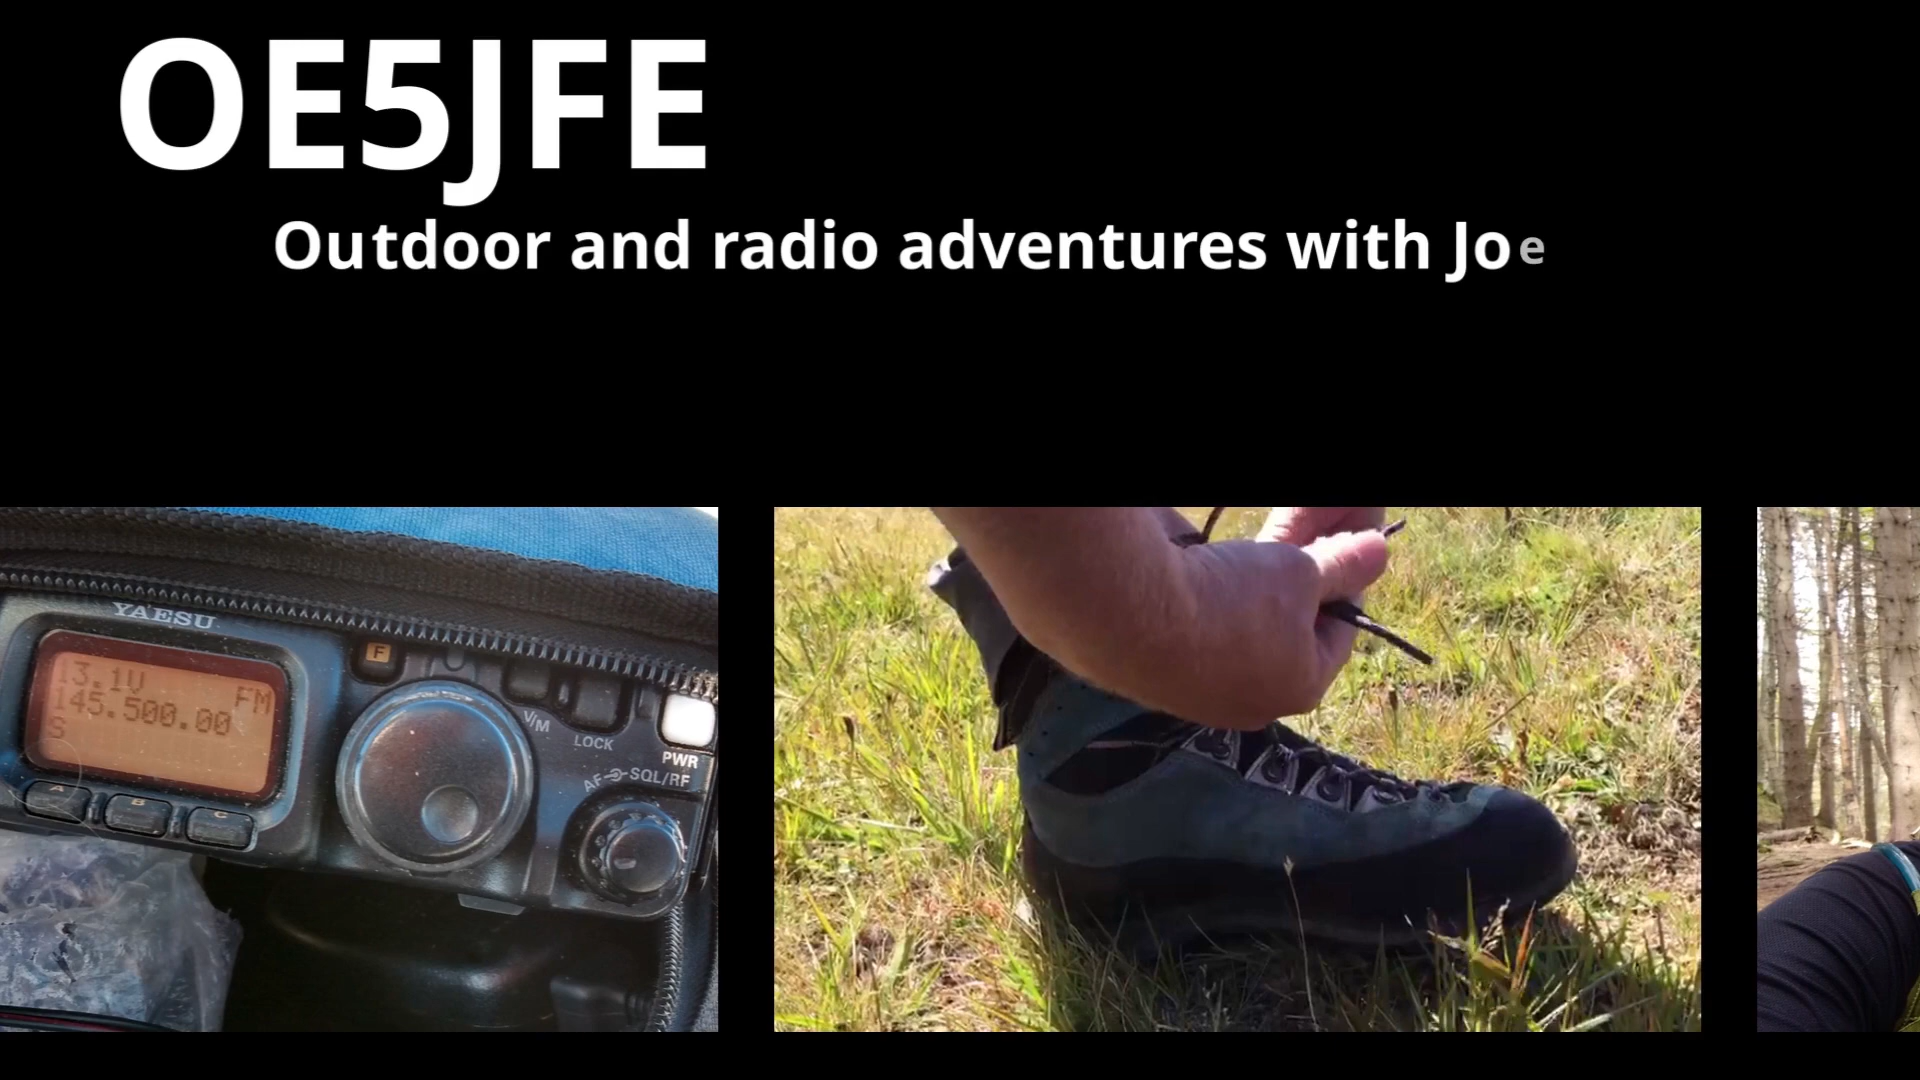 OE5JFE
Outdoor and radio adventures with Joe
YAESU
F
13.1V
FM
145.500.00
S
V/M
LOCK
PWR
AF SQL/RF
A B C